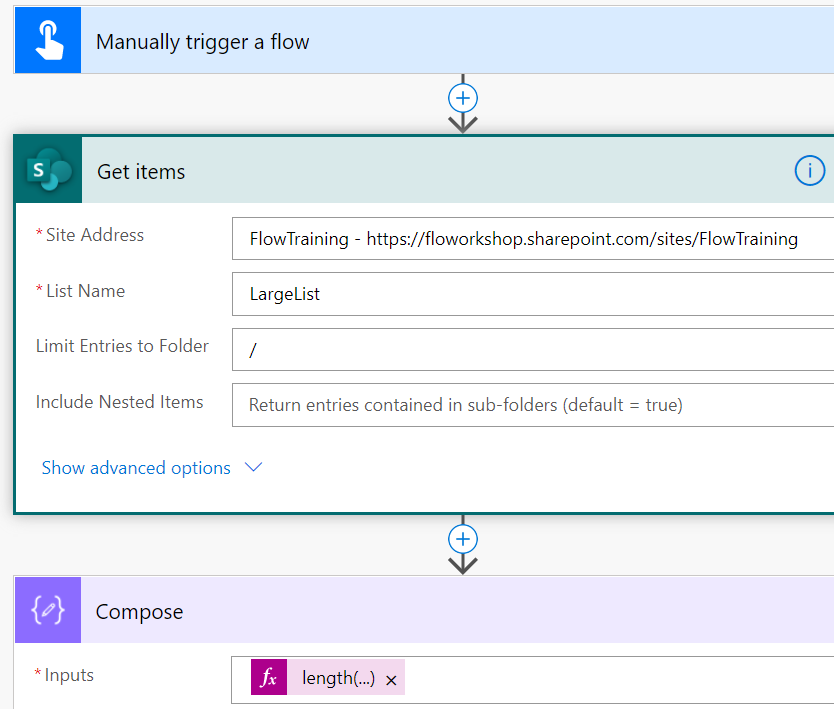 Manually trigger a flow
S
Get items
i
* Site Address
FlowTraining - https://floworkshop.sharepoint.com/sites/FlowTraining
* List Name
LargeList
Limit Entries to Folder
/
Include Nested Items
Return entries contained in sub-folders (default = true)
Show advanced options
Compose
* Inputs
fx length(...) ×